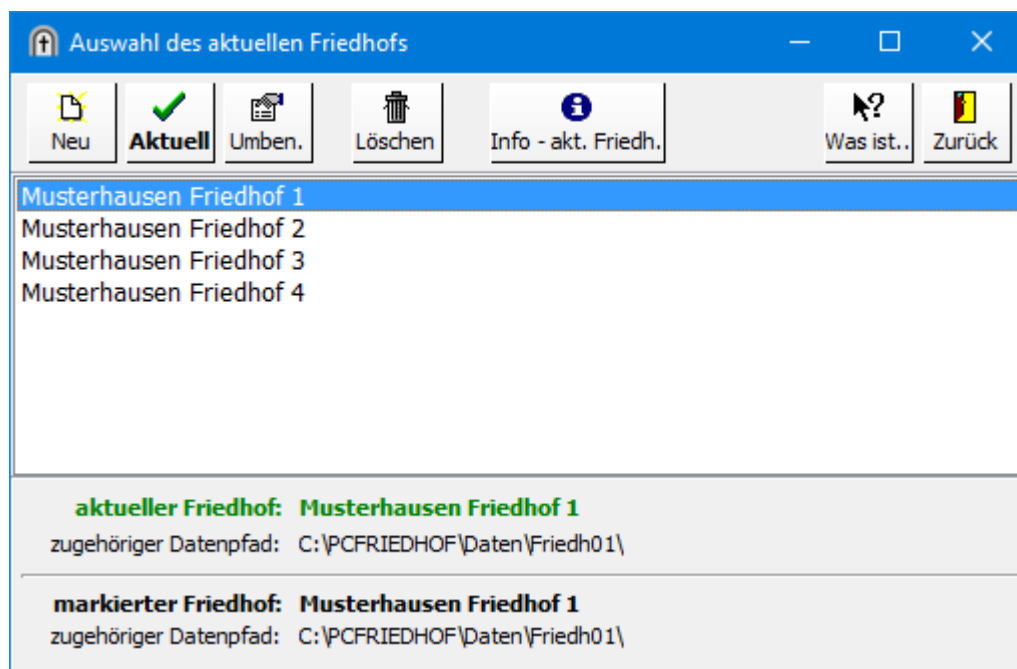 Auswahl des aktuellen Friedhofs
Neu Aktuell Umben. Löschen Info - akt. Friedh. Was ist.. Zurück
Musterhausen Friedhof 1
Musterhausen Friedhof 2
Musterhausen Friedhof 3
Musterhausen Friedhof 4
aktueller Friedhof: Musterhausen Friedhof 1
zugehöriger Datenpfad: C:\PCFRIEDHOF\Daten\Friedh01\
markierter Friedhof: Musterhausen Friedhof 1
zugehöriger Datenpfad: C:\PCFRIEDHOF\Daten\Friedh01\